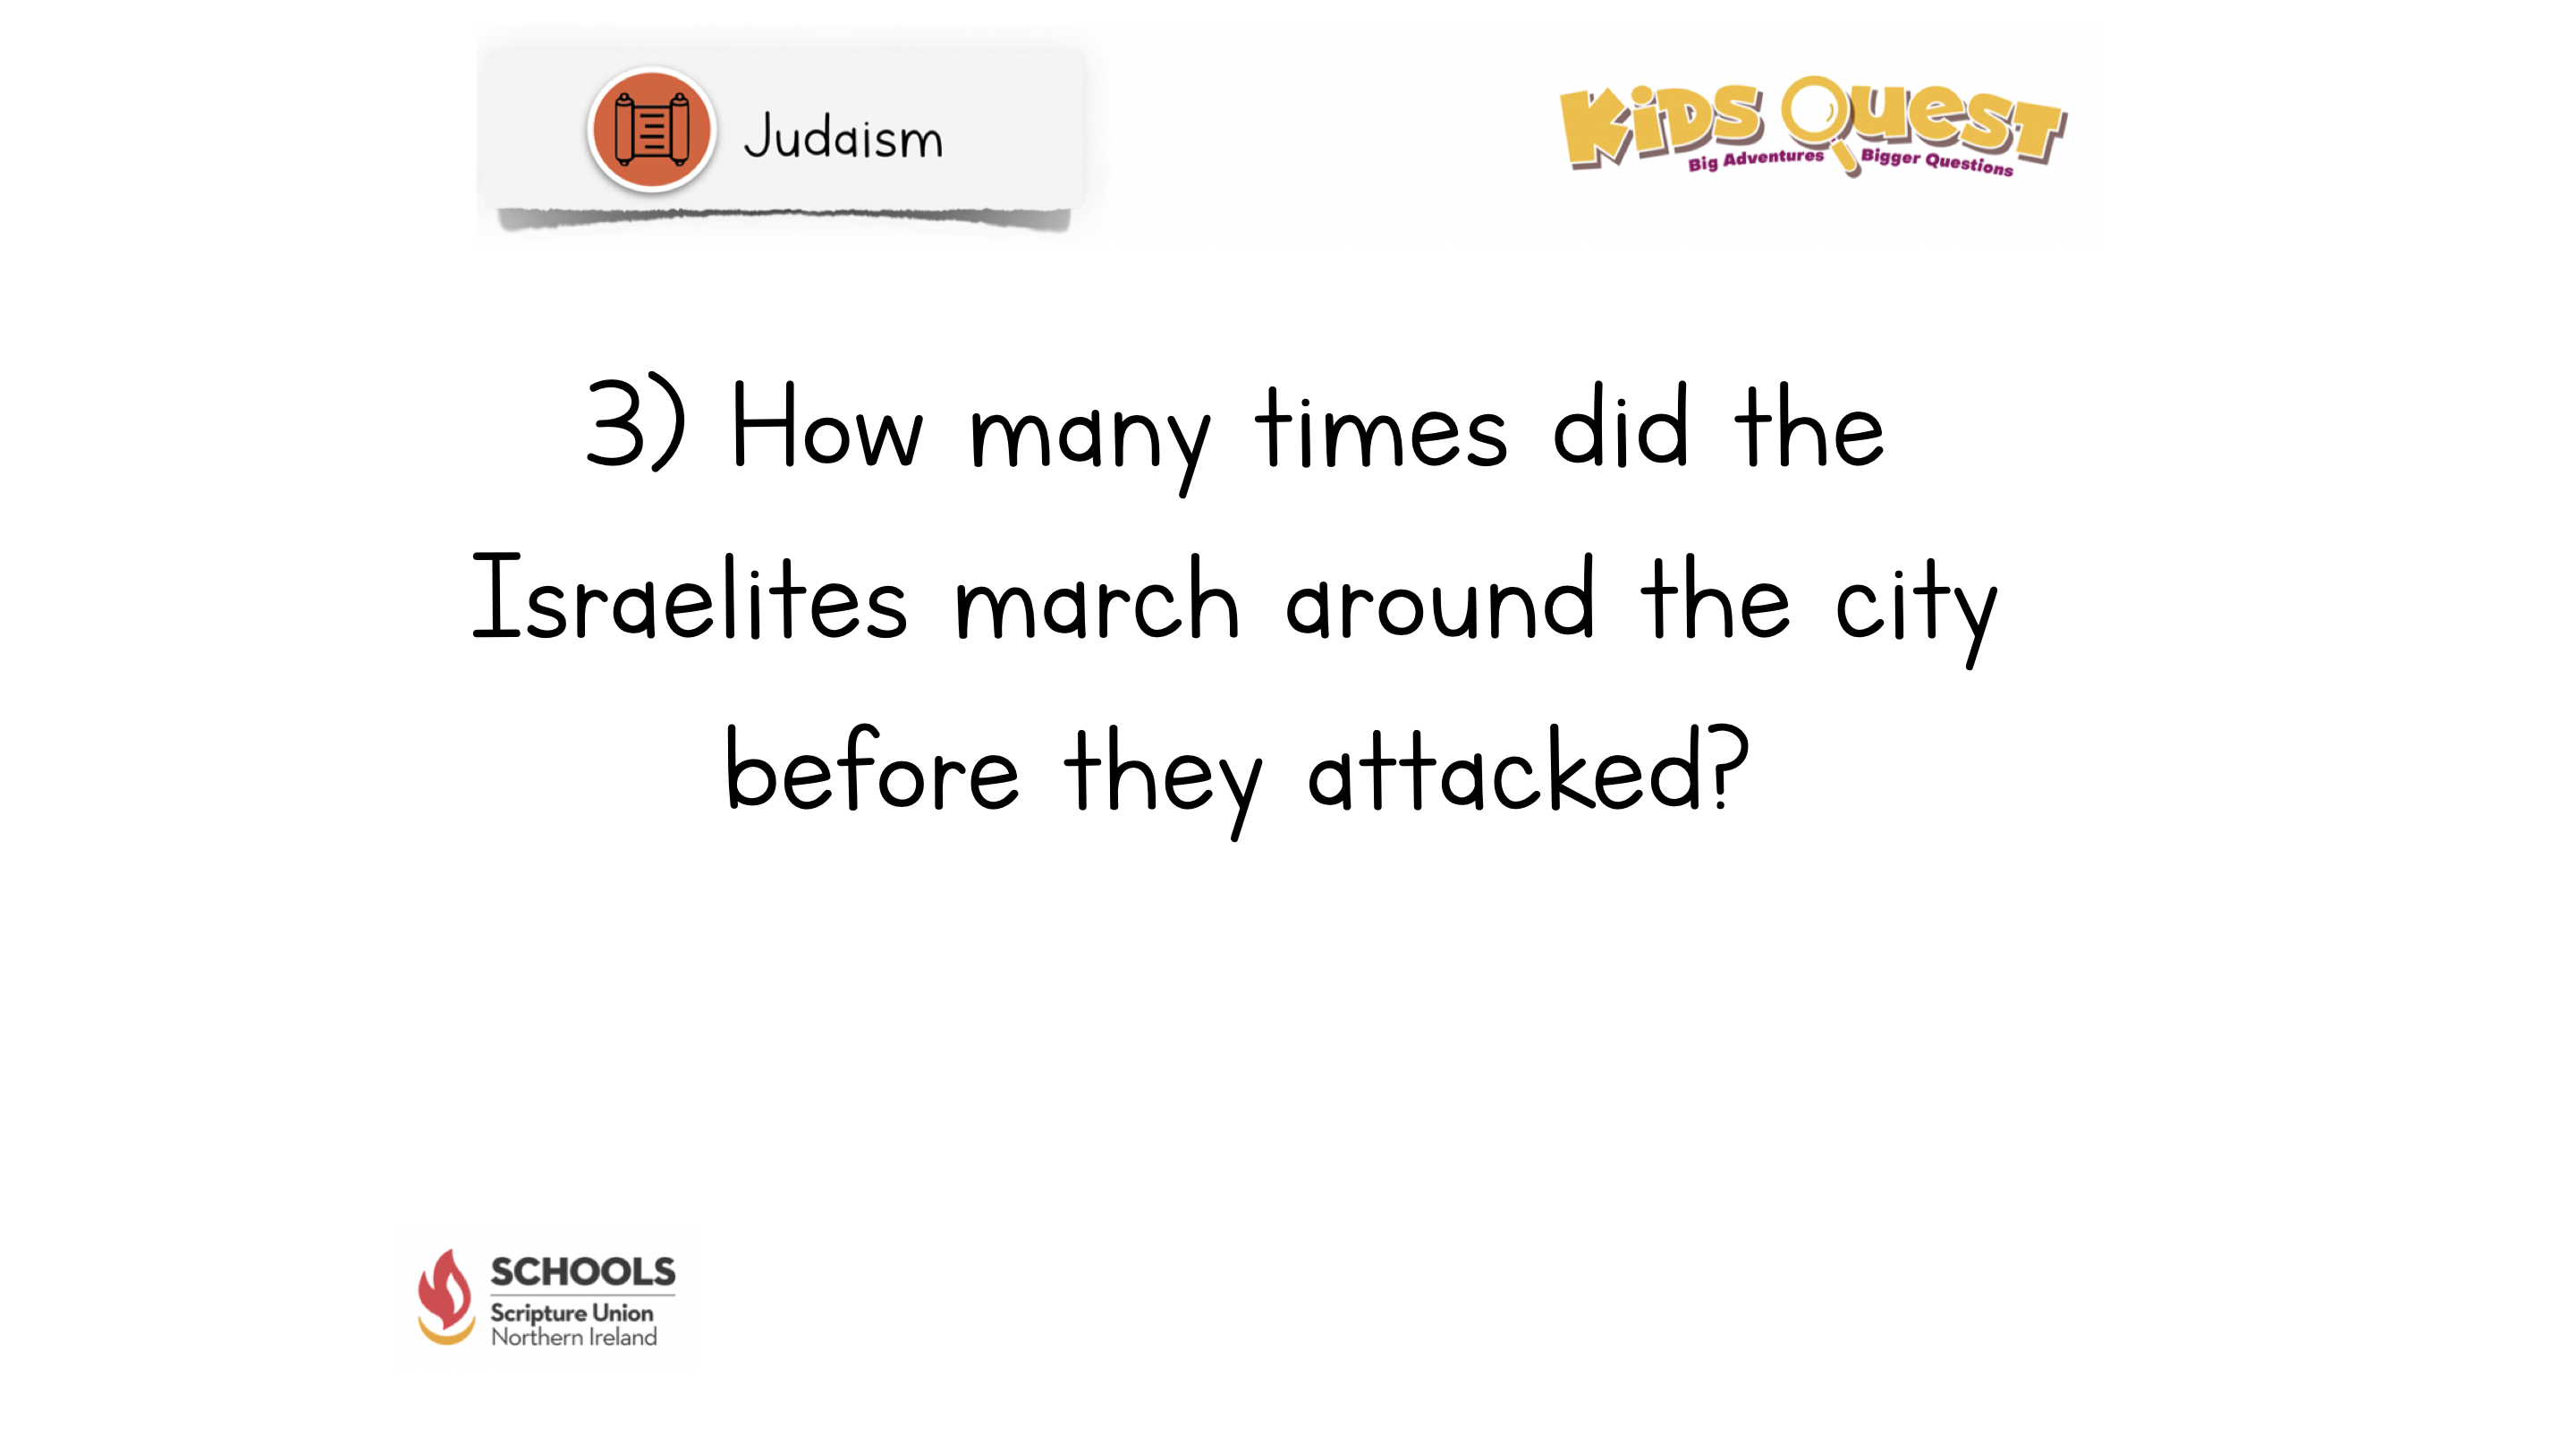 Judaism
KiDS QUEST
Big Adventures Bigger Questions
3) How many times did the
Israelites march around the city
before they attacked?
SCHOOLS
Scripture Union
Northern Ireland